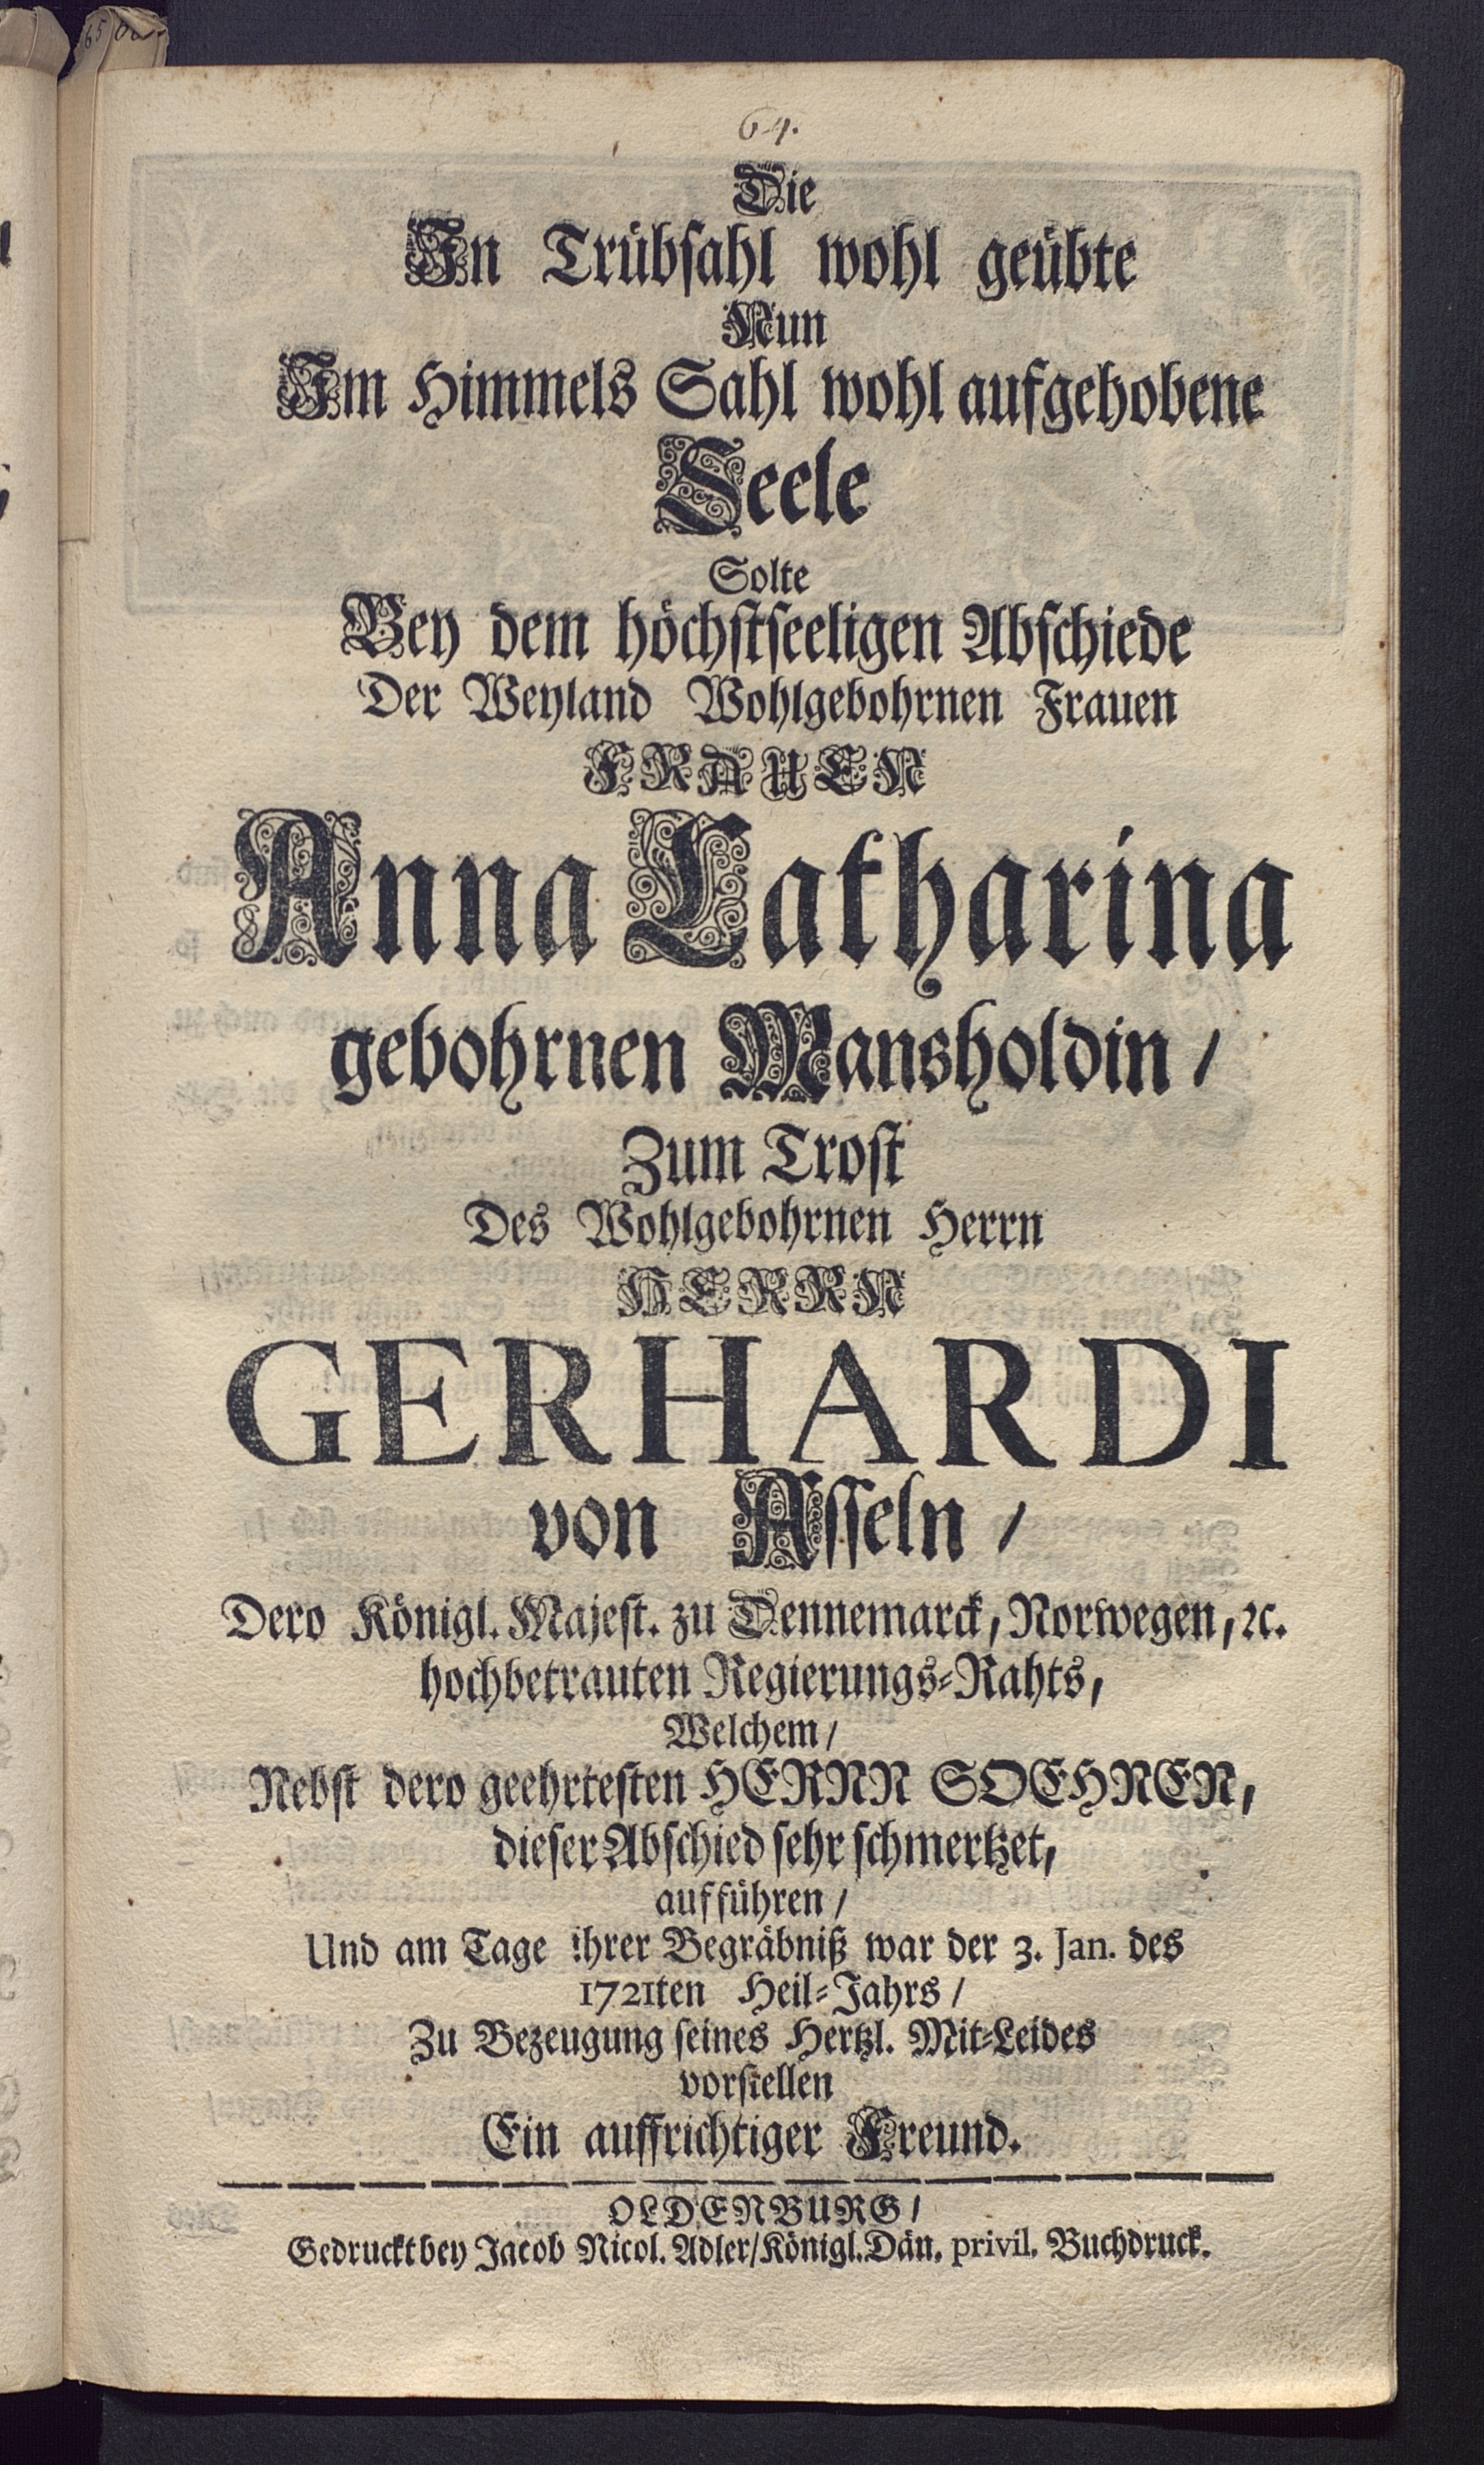 64.
Die
In Trübsahl wohl geübte
Nun
Im Himmels Sahl wohl aufgehobene
Seele
Solte
Bey dem höchstseeligen Abschiede
Der Weyland Wohlgebohrnen Frauen
FRAUEN
Anna Catharina
gebohrnen Mansholdin /
Zum Trost
Des Wohlgebohrnen Herrn
HERRN
GERHARDI
von Asseln /
Dero Königl. Majest. zu Dennemarck, Norwegen, ꝛc.
hochbetrauten Regierungs-Rahts,
Welchem /
Nebst dero geehrtesten HERNN SOEHNEN,
dieser Abschied sehr schmertzet,
aufführen /
Und am Tage ihrer Begräbniß war der 3. Jan. des
1721ten Heil-Jahrs /
Zu Bezeugung seines Hertzl. Mit-Leides
vorstellen
Ein auffrichtiger Freund.
OLDENBURG /
Gedruckt bey Jacob Nicol. Adler / Königl. Dän. privil. Buchdruck.